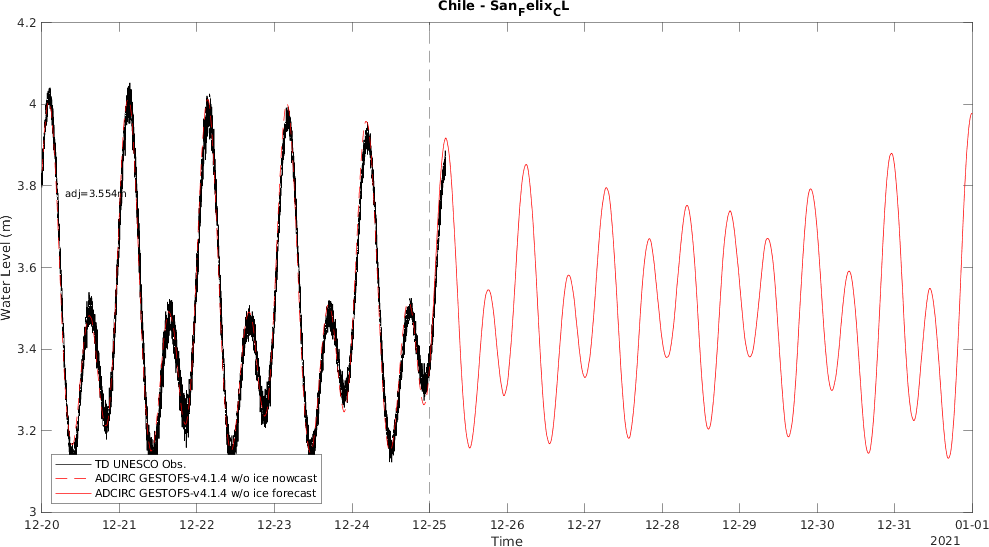 Chile - SanFelixCL
4.2
4
3.8
3.6
3.4
3.2
3
Water Level (m)
adj=3.554m
TD UNESCO Obs.
ADCIRC GESTOFS-v4.1.4 w/o ice nowcast
ADCIRC GESTOFS-v4.1.4 w/o ice forecast
12-20 12-21 12-22 12-23 12-24 12-25 12-26 12-27 12-28 12-29 12-30 12-31 01-01
Time
2021